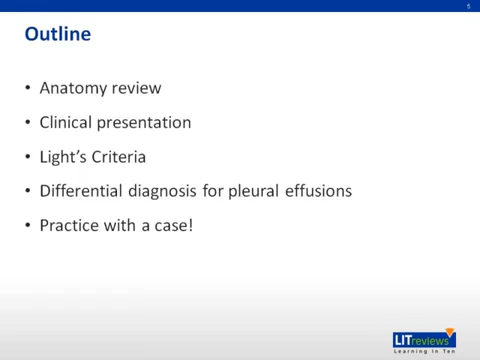 5
Outline
• Anatomy review
• Clinical presentation
• Light's Criteria
• Differential diagnosis for pleural effusions
• Practice with a case!
LITreviews
Learning in Ten